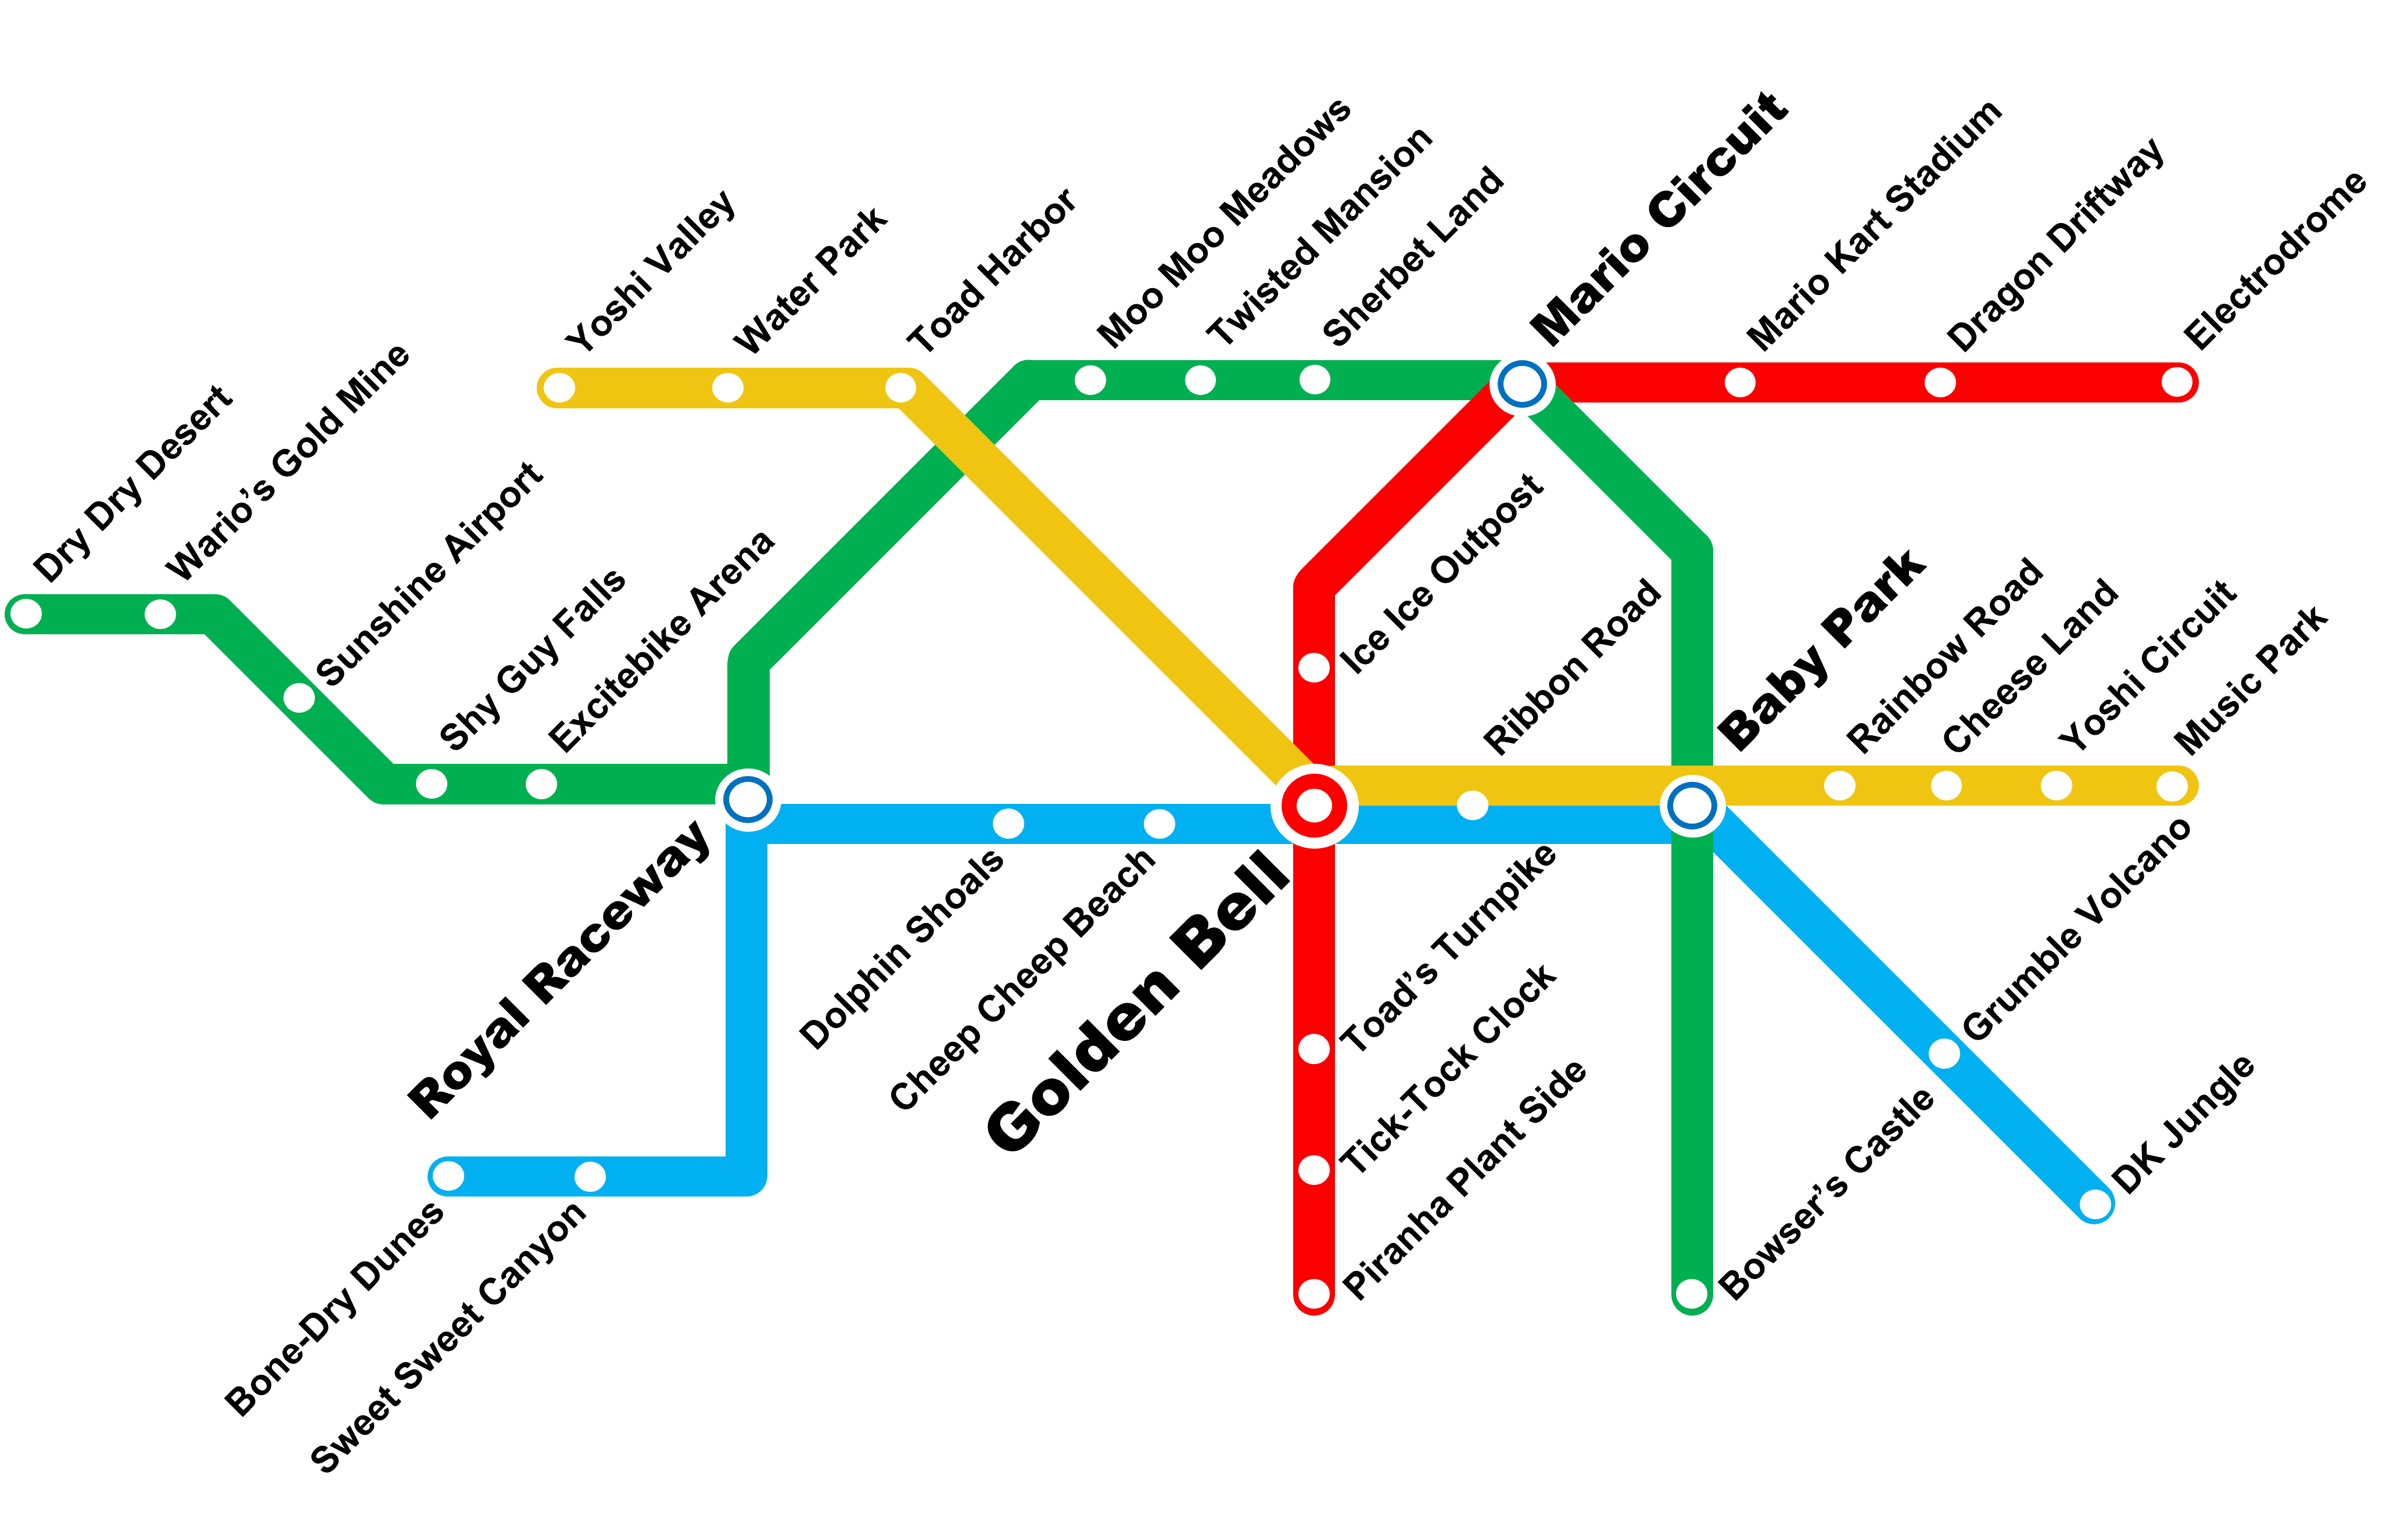 Yoshi Valley
Water Park
Toad Harbor
Moo Moo Meadows
Twisted Mansion
Sherbet Land
Mario Circuit
Mario Kart Stadium
Dragon Driftway
Electrodrome
Dry Dry Desert
Wario's Gold Mine
Sunshine Airport
Shy Guy Falls
Excitebike Arena
Ice Ice Outpost
Ribbon Road
Baby Park
Rainbow Road
Cheese Land
Yoshi Circuit
Music Park
Royal Raceway
Dolphin Shoals
Cheep Cheep Beach
Golden Bell
Toad's Turnpike
Tick-Tock Clock
Piranha Plant Side
Grumble Volcano
Bowser's Castle
DK Jungle
Bone-Dry Dunes
Sweet Sweet Canyon